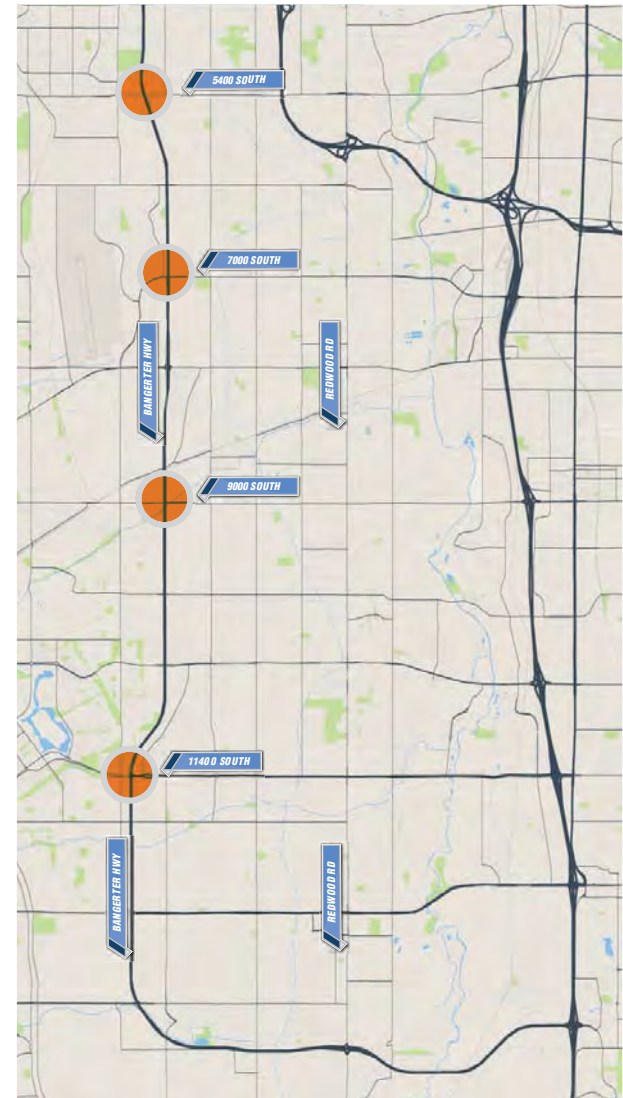 5400 SOUTH
7000 SOUTH
BANGERTER HWY
REDWOOD RD
9000 SOUTH
11400 SOUTH
BANGERTER HWY
REDWOOD RD